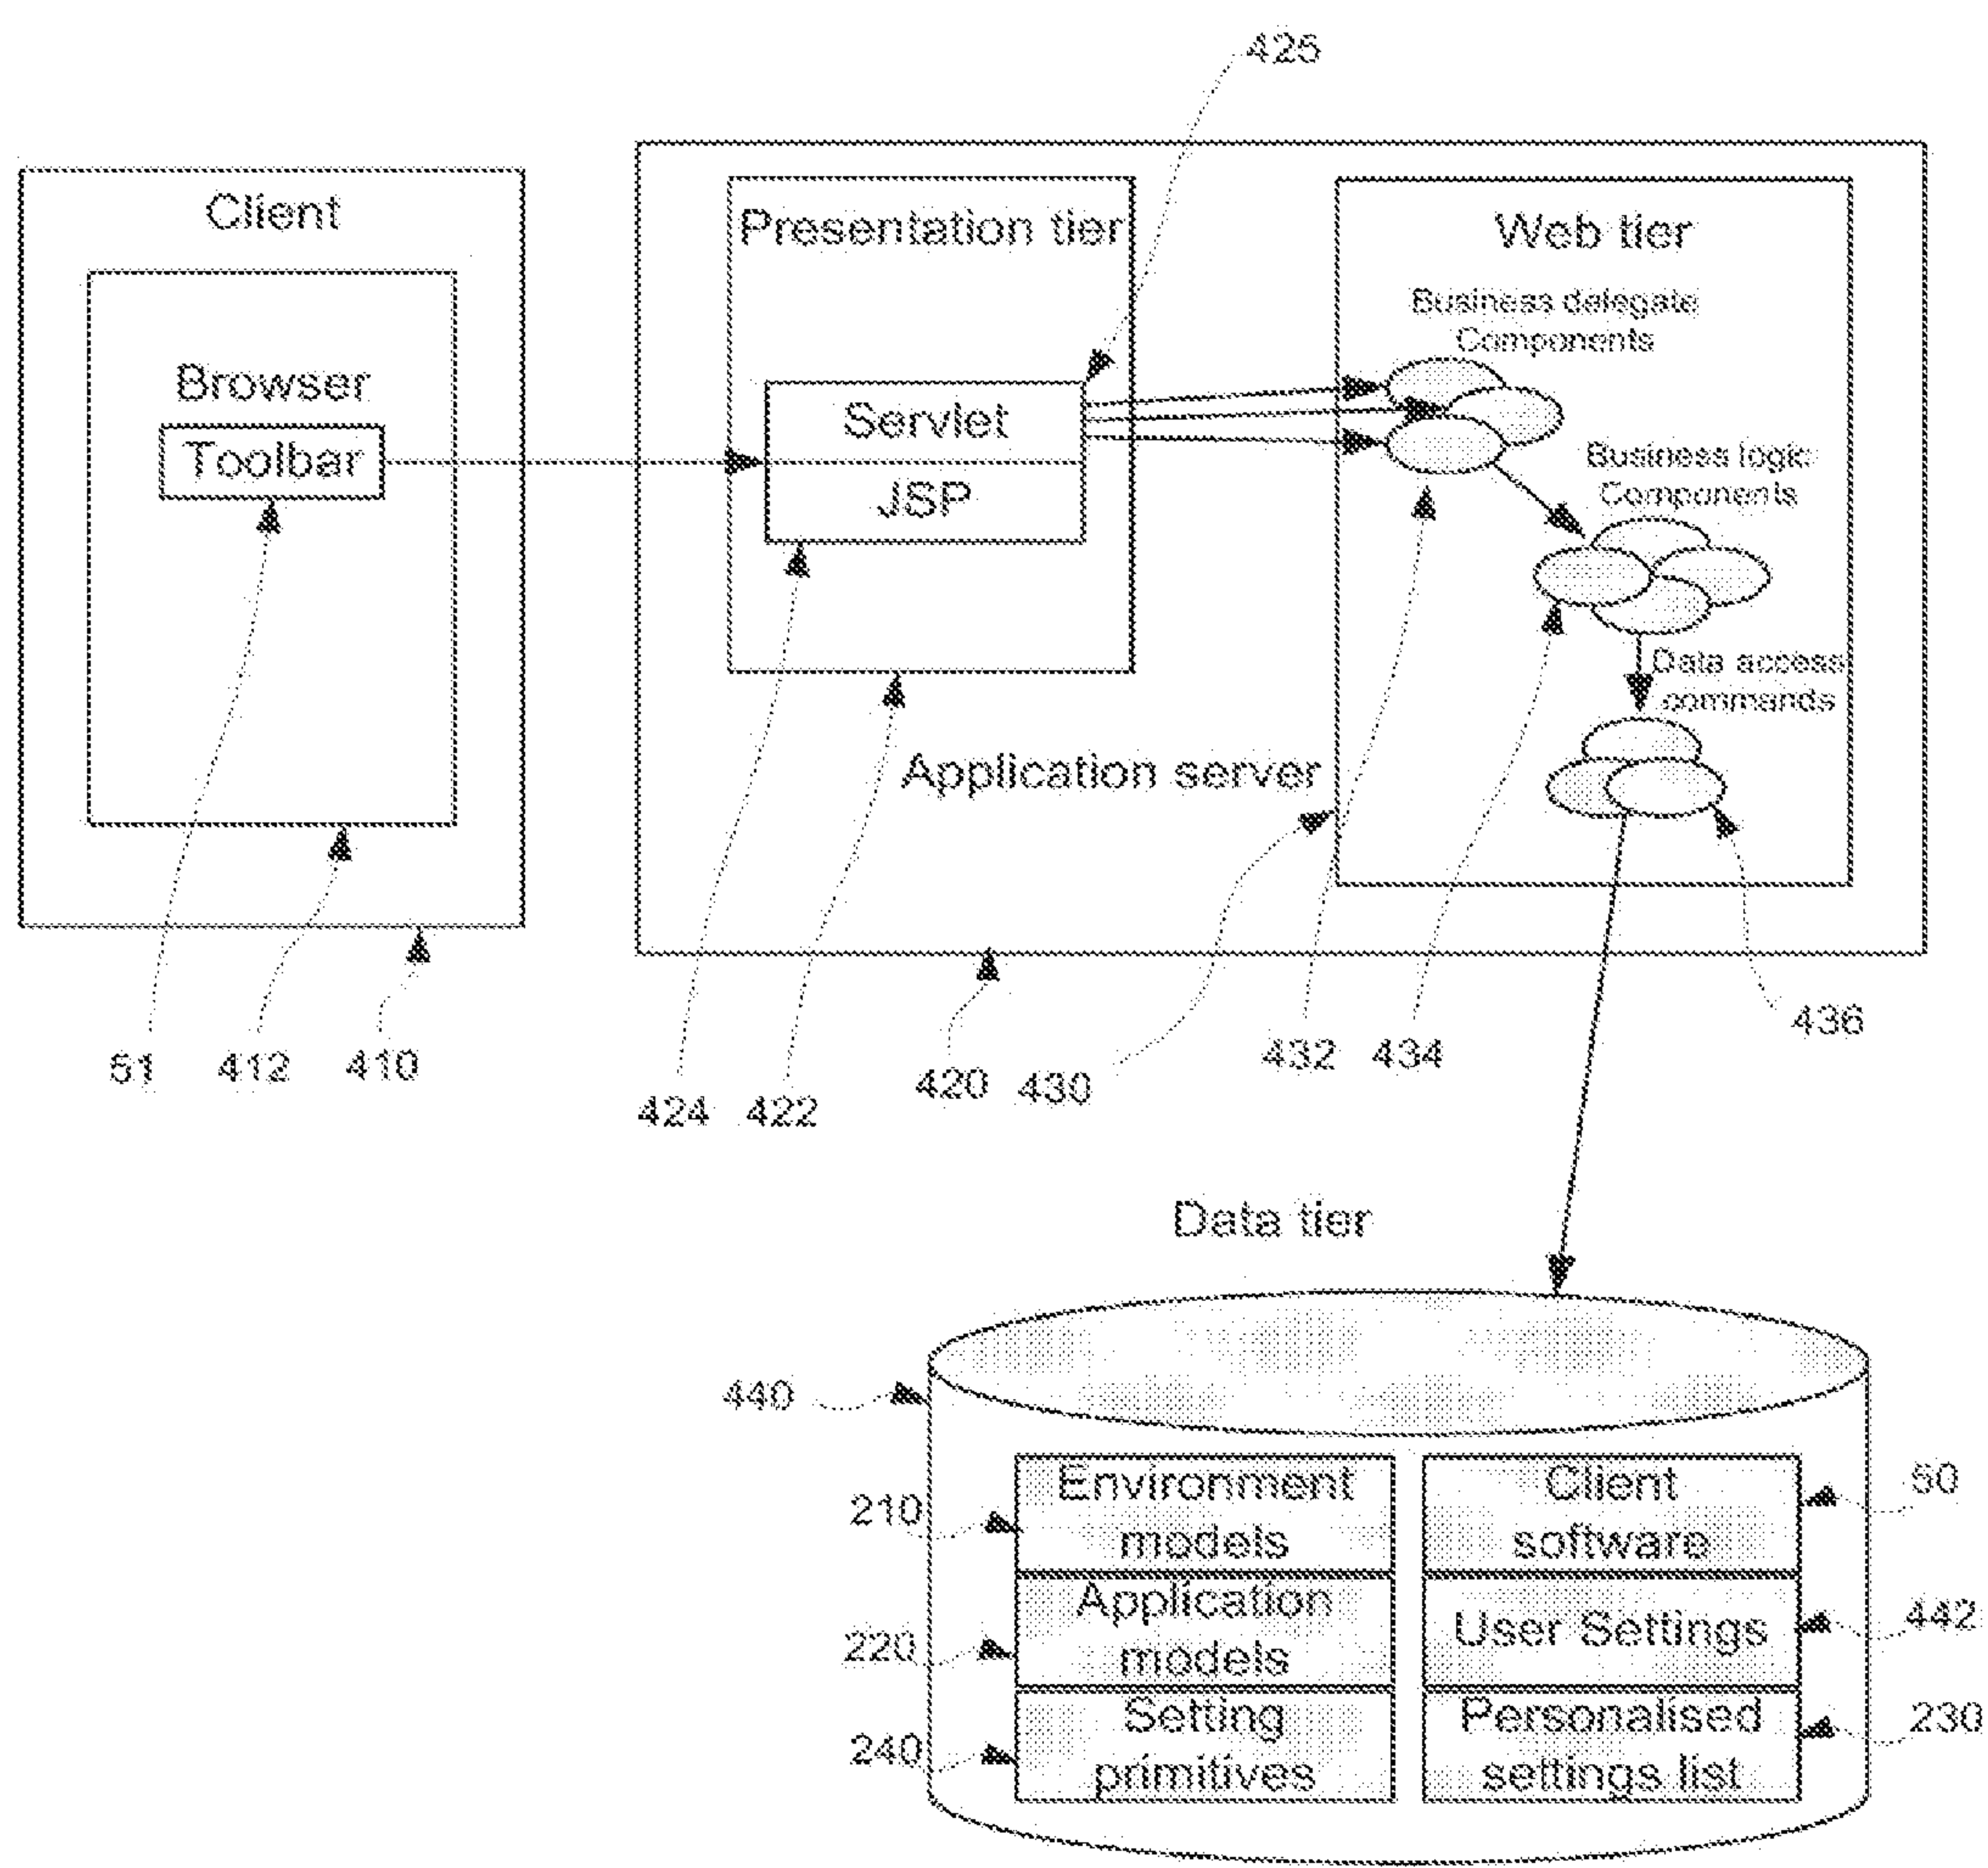 426
Client
Presentation tier
Web tier
Business delegate
Components
Browser
Toolbar
Servlet
JSP
Business logic
Components
Data access
commands
Application server
51
412
410
424
422
420
430
432
434
436
Data tier
440
Environment
models
210
Client
software
50
Application
models
220
User Settings
442
Setting
primitives
240
Personalised
settings list
230